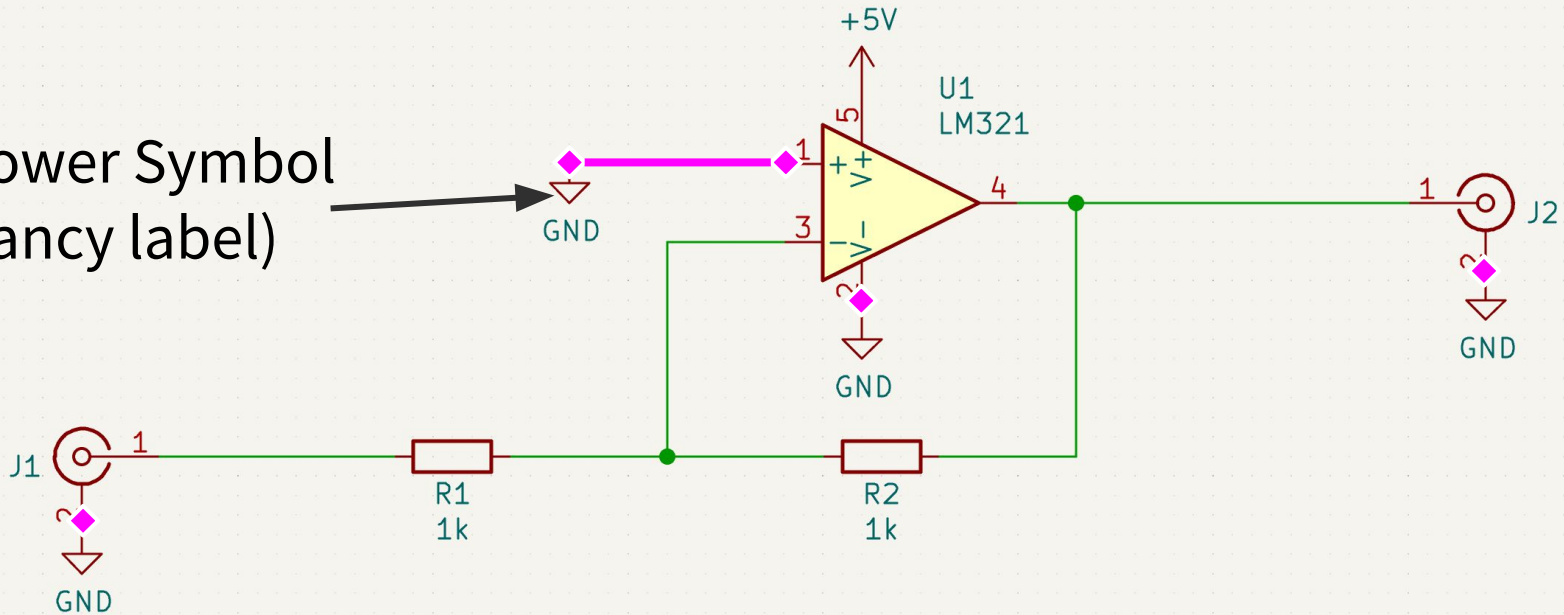 +5V
U1
LM321
5
1
+
V+
ower Symbol
ancy label)
GND
4
1
J2
3
−
V−
2
2
GND
GND
J1
1
R1
1k
R2
1k
2
GND